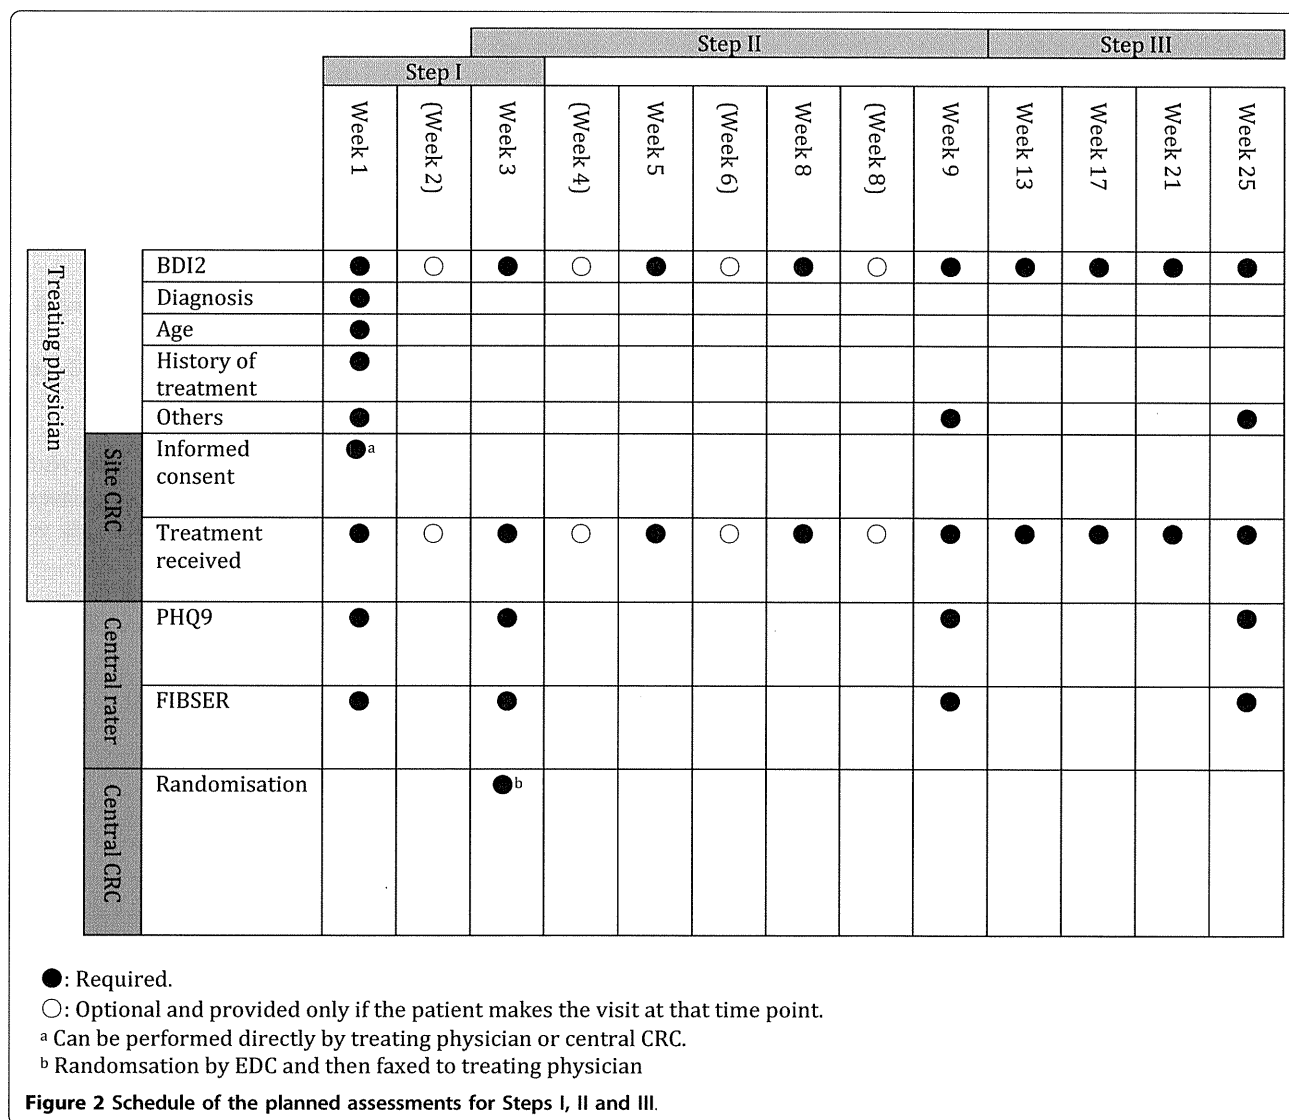 Step II
Step III
Step I
Week 1
(Week 2)
Week 3
(Week 4)
Week 5
(Week 6)
Week 8
(Week 8)
Week 9
Week 13
Week 17
Week 21
Week 25
Treating physician
BDI2
Diagnosis
Age
History of
treatment
Others
Site CRC
Informed
consent
a
Treatment
received
Central rater
PHQ9
FIBSER
Central CRC
Randomisation
b
●: Required.
○: Optional and provided only if the patient makes the visit at that time point.
a Can be performed directly by treating physician or central CRC.
b Randomsation by EDC and then faxed to treating physician
Figure 2 Schedule of the planned assessments for Steps I, II and III.